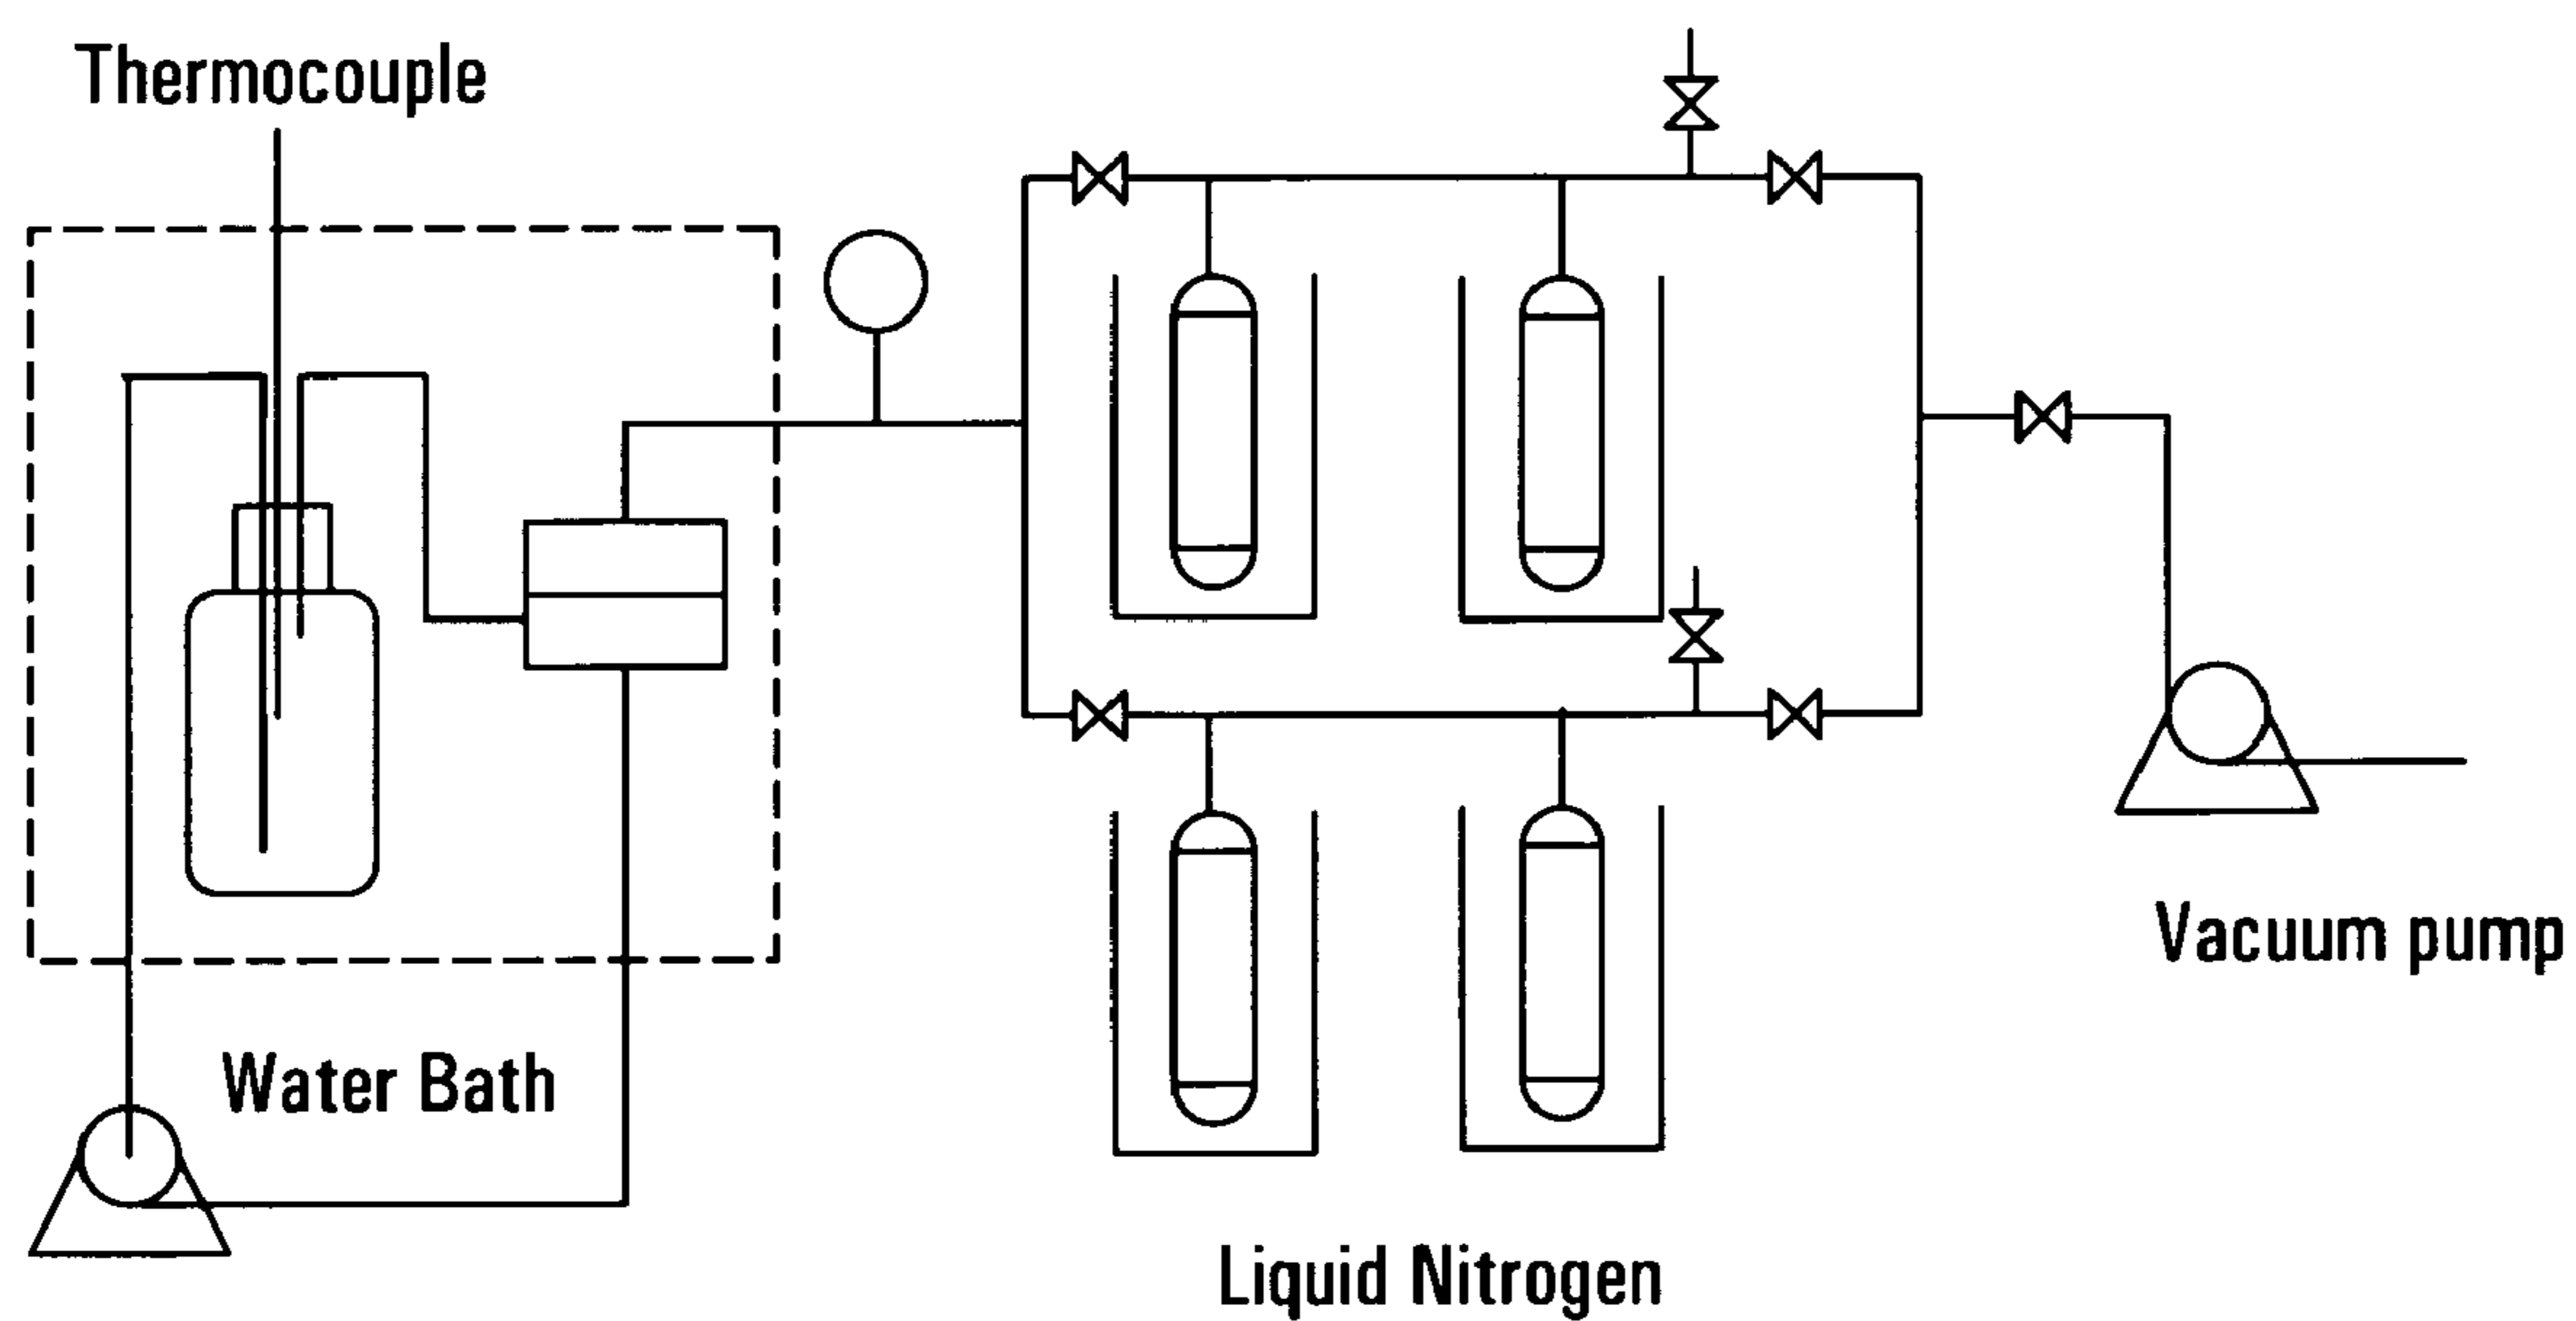 Thermocouple
Vacuum pump
Water Bath
Liquid Nitrogen